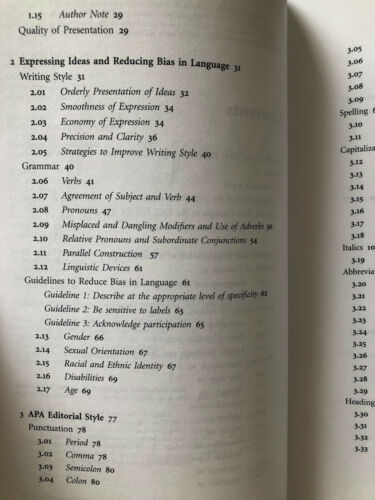 1.15 Author Note 29
Quality of Presentation 29
2 Expressing Ideas and Reducing Bias in Language 31
Writing Style 31
2.01 Orderly Presentation of Ideas 32
2.02 Smoothness of Expression 34
2.03 Economy of Expression 34
2.04 Precision and Clarity 36
2.05 Strategies to Improve Writing Style 40
Grammar 40
2.06 Verbs 41
2.07 Agreement of Subject and Verb 44
2.08 Pronouns 47
2.09 Misplaced and Dangling Modifiers and Use of Adverbs 50
2.10 Relative Pronouns and Subordinate Conjunctions 54
2.11 Parallel Construction 57
2.12 Linguistic Devices 61
Guidelines to Reduce Bias in Language 61
Guideline 1: Describe at the appropriate level of specificity 62
Guideline 2: Be sensitive to labels 63
Guideline 3: Acknowledge participation 65
2.13 Gender 66
2.14 Sexual Orientation 67
2.15 Racial and Ethnic Identity 67
2.16 Disabilities 69
2.17 Age 69
3 APA Editorial Style 77
Punctuation 78
3.01 Period 78
3.02 Comma 78
3.03 Semicolon 80
3.04 Colon 80
3.05
3.06
3.07
3.08
3.09
Spelling
3.10
3.11
Capitaliza
3.12
3.13
3.14
3.15
3.16
3.17
3.18
Italics 10
Abbrevia
3.20
3.21
3.22
3.23
3.24
3.25
3.26
3.27
3.28
3.29
Heading
3.30
3.31
3.32
3.33